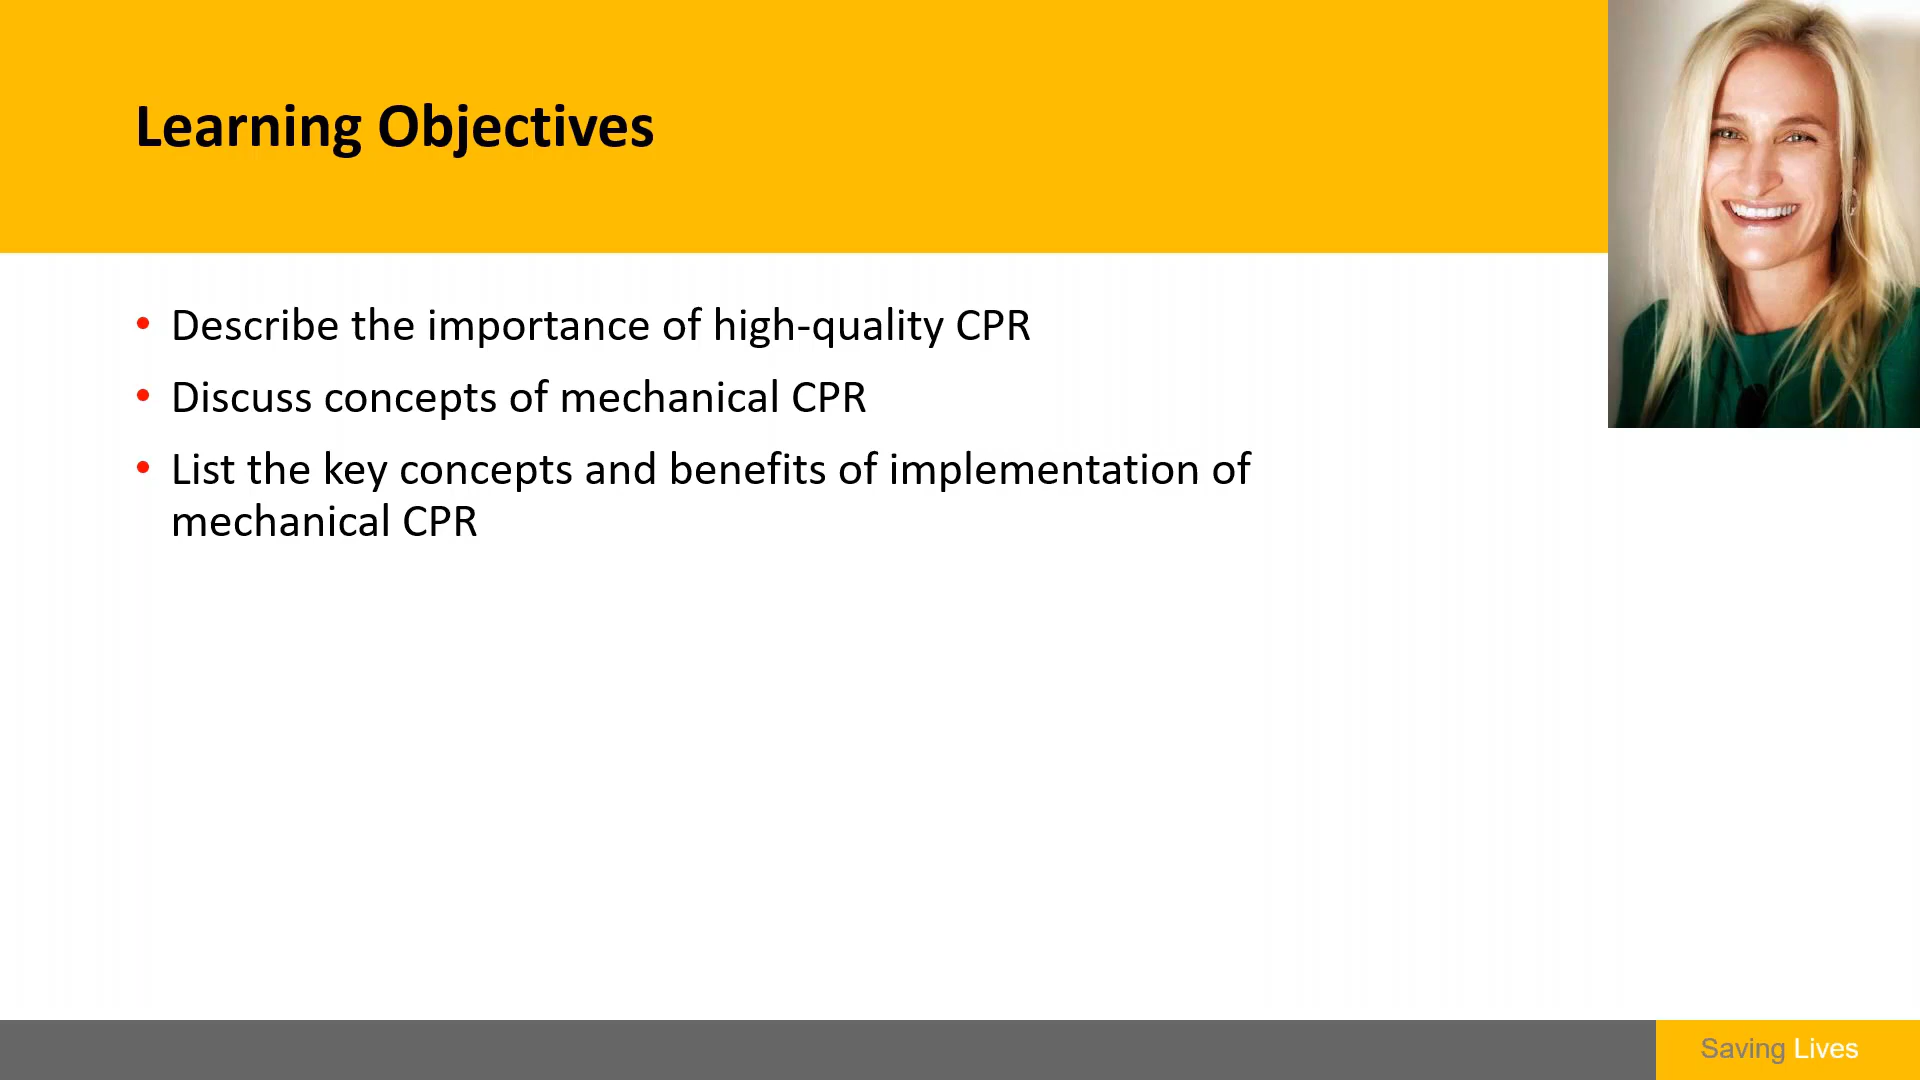 Learning Objectives
• Describe the importance of high-quality CPR
• Discuss concepts of mechanical CPR
• List the key concepts and benefits of implementation of
mechanical CPR
Saving Lives